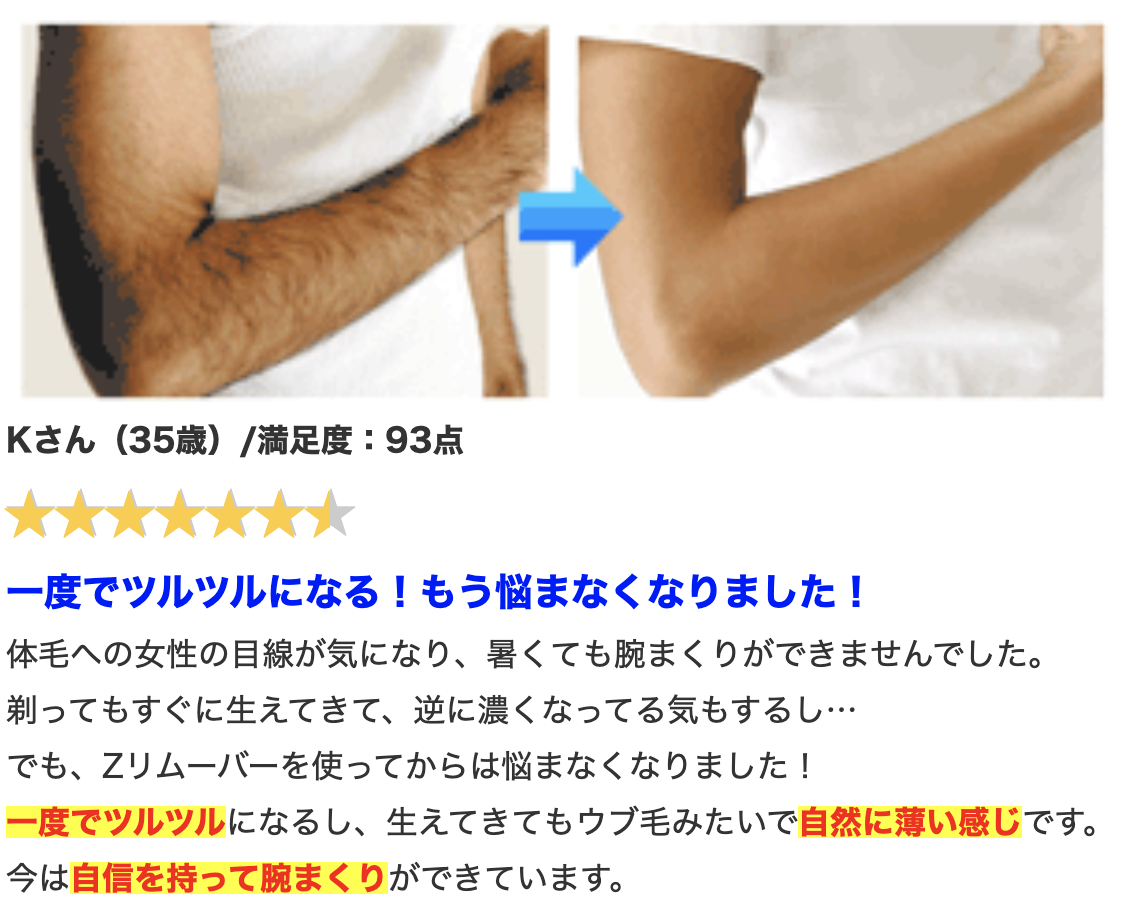 Kさん（35歳）/満足度：93点
一度でツルツルになる！もう悩まなくなりました！
体毛への女性の目線が気になり、暑くても腕まくりができませんでした。
剃ってもすぐに生えてきて、逆に濃くなってる気もするし…
でも、Zリムーバーを使ってからは悩まなくなりました！
一度でツルツルになるし、生えてきてもウブ毛みたいで自然に薄い感じです。
今は自信を持って腕まくりができています。